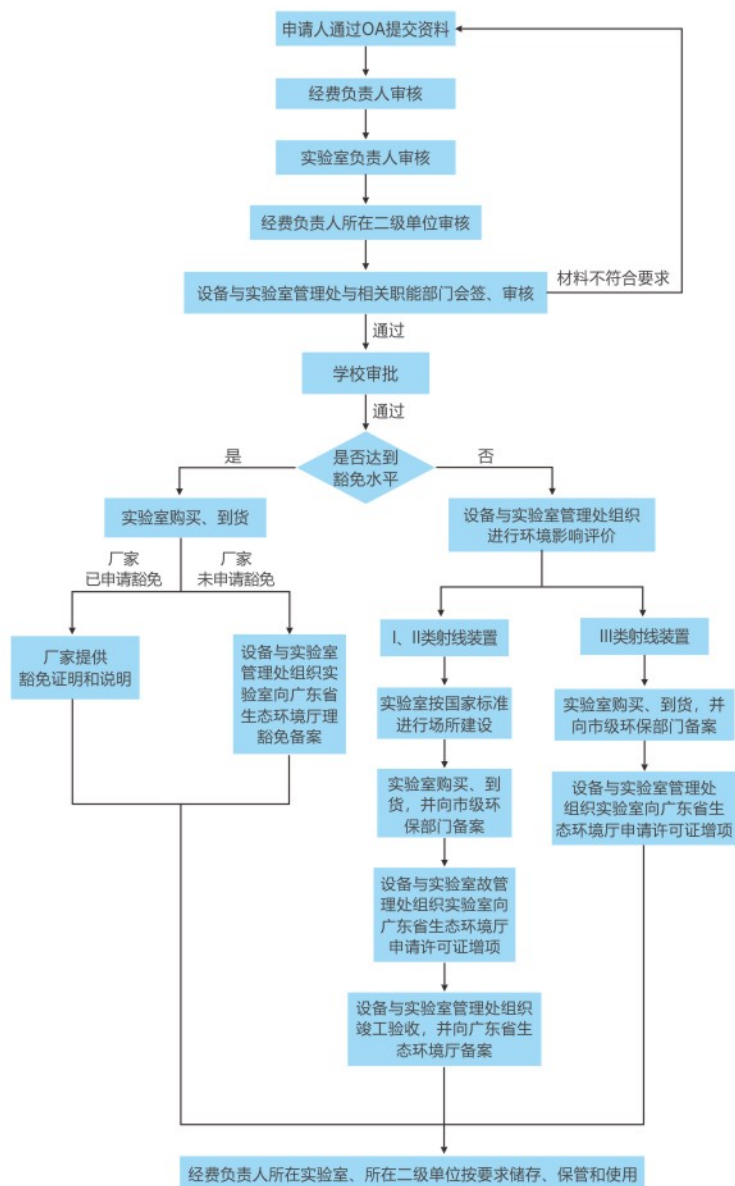 申请人通过OA提交资料
经费负责人审核
实验室负责人审核
经费负责人所在二级单位审核
材料不符合要求
设备与实验室管理处与相关职能部门会签、审核
通过
学校审批
通过
是否达到
豁免水平
是
否
实验室购买、到货
设备与实验室管理处组织
进行环境影响评价
厂家
已申请豁免
厂家
未申请豁免
厂家提供
豁免证明和说明
设备与实验室
管理处组织实
验室向广东省
生态环境厅理
豁免备案
I、II类射线装置
III类射线装置
实验室按国家标准
进行场所建设
实验室购买、到货，并
向市级环保部门备案
实验室购买、到
货，并向市级环
保部门备案
设备与实验室管理处
组织实验室向广东省生
态环境厅申请许可证增项
设备与实验室故管
理处组织实验室向
广东省生态环境厅
申请许可证增项
设备与实验室管理处组织
竣工验收，并向广东省生
态环境厅备案
经费负责人所在实验室、所在二级单位按要求储存、保管和使用